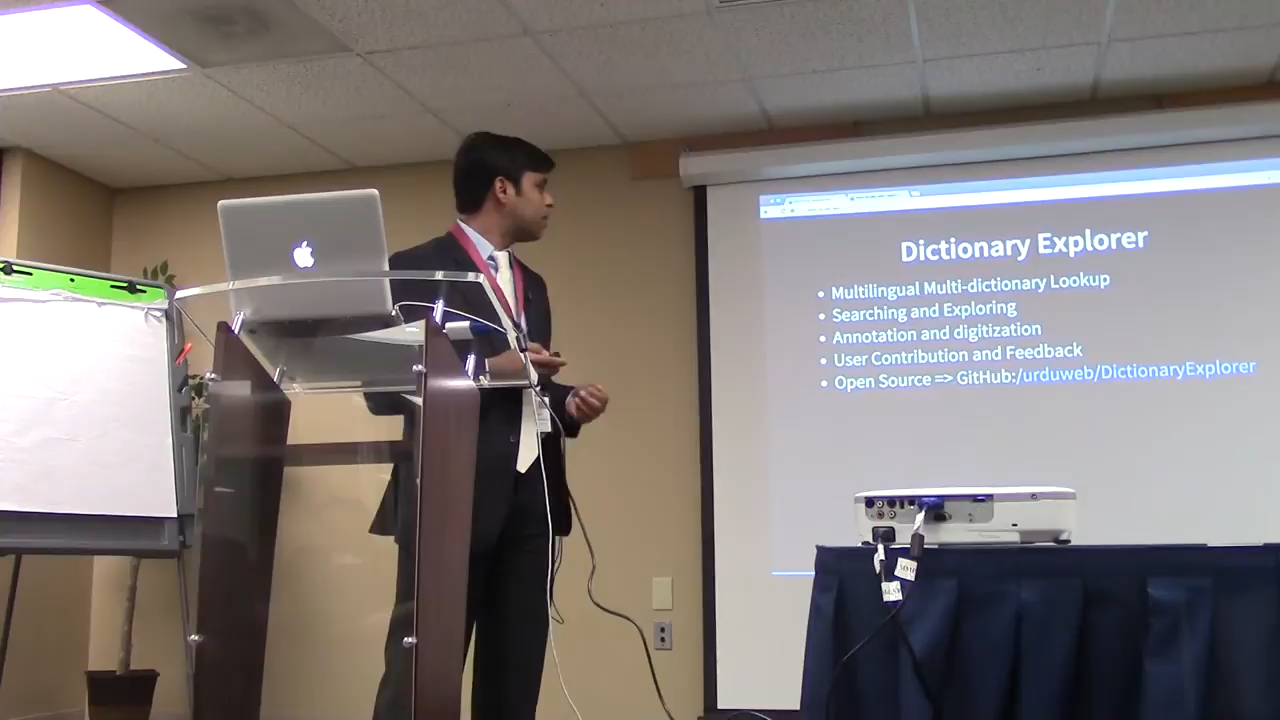 Dictionary Explorer
• Multilingual Multi-dictionary Lookup
• Searching and Exploring
• Annotation and digitization
• User Contribution and Feedback
• Open Source => GitHub:/urduweb/DictionaryExplorer